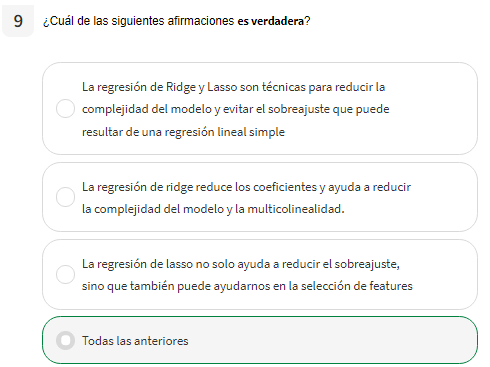 9 ¿Cuál de las siguientes afirmaciones es verdadera?
La regresión de Ridge y Lasso son técnicas para reducir la
complejidad del modelo y evitar el sobreajuste que puede
resultar de una regresión lineal simple
La regresión de ridge reduce los coeficientes y ayuda a reducir
la complejidad del modelo y la multicolinealidad.
La regresión de lasso no solo ayuda a reducir el sobreajuste,
sino que también puede ayudarnos en la selección de features
Todas las anteriores